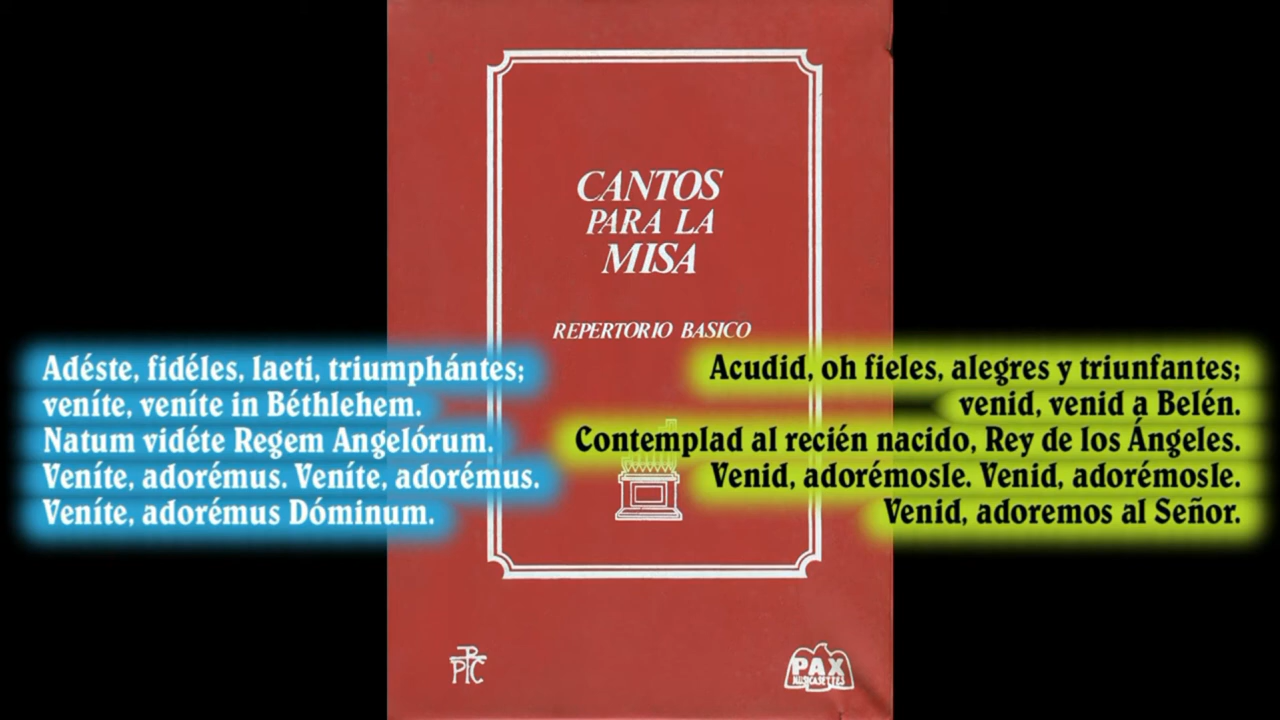 CANTOS
PARA LA
MISA
REPERTORIO BASICO
Adéste, fidéles, laeti, triumphántes;
veníte, veníte in Béthlehem.
Natum vidéte Regem Angelórum.
Veníte, adorémus. Veníte, adorémus.
Veníte, adorémus Dóminum.
Acudid, oh fieles, alegres y triunfantes;
venid, venid a Belén.
Contemplad al recién nacido, Rey de los Ángeles.
Venid, adorémosle. Venid, adorémosle.
Venid, adoremos al Señor.
PAX
MUSICASETTES